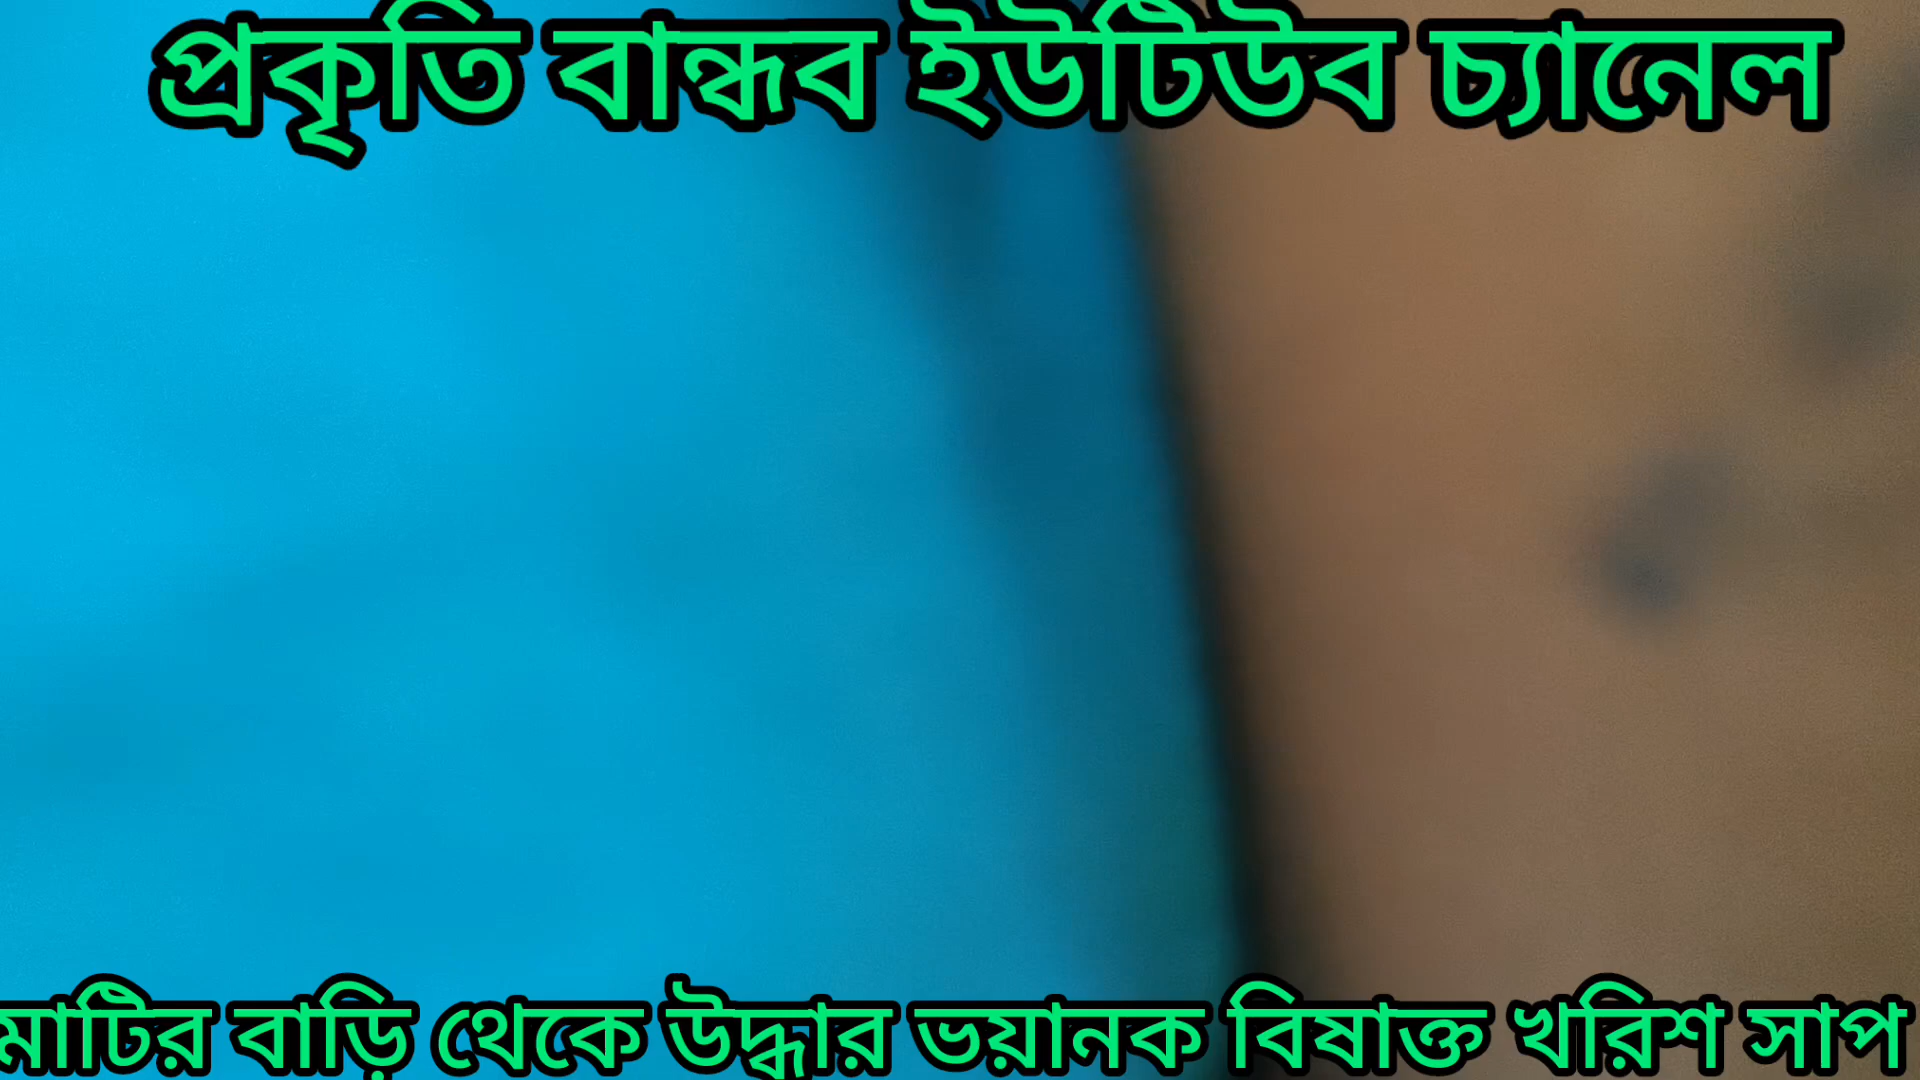 প্রকৃতি বান্ধব ইউটিউব চ্যানেল
মাটির বাড়ি থেকে উদ্ধার ভয়ানক বিষাক্ত খরিশ সাপ